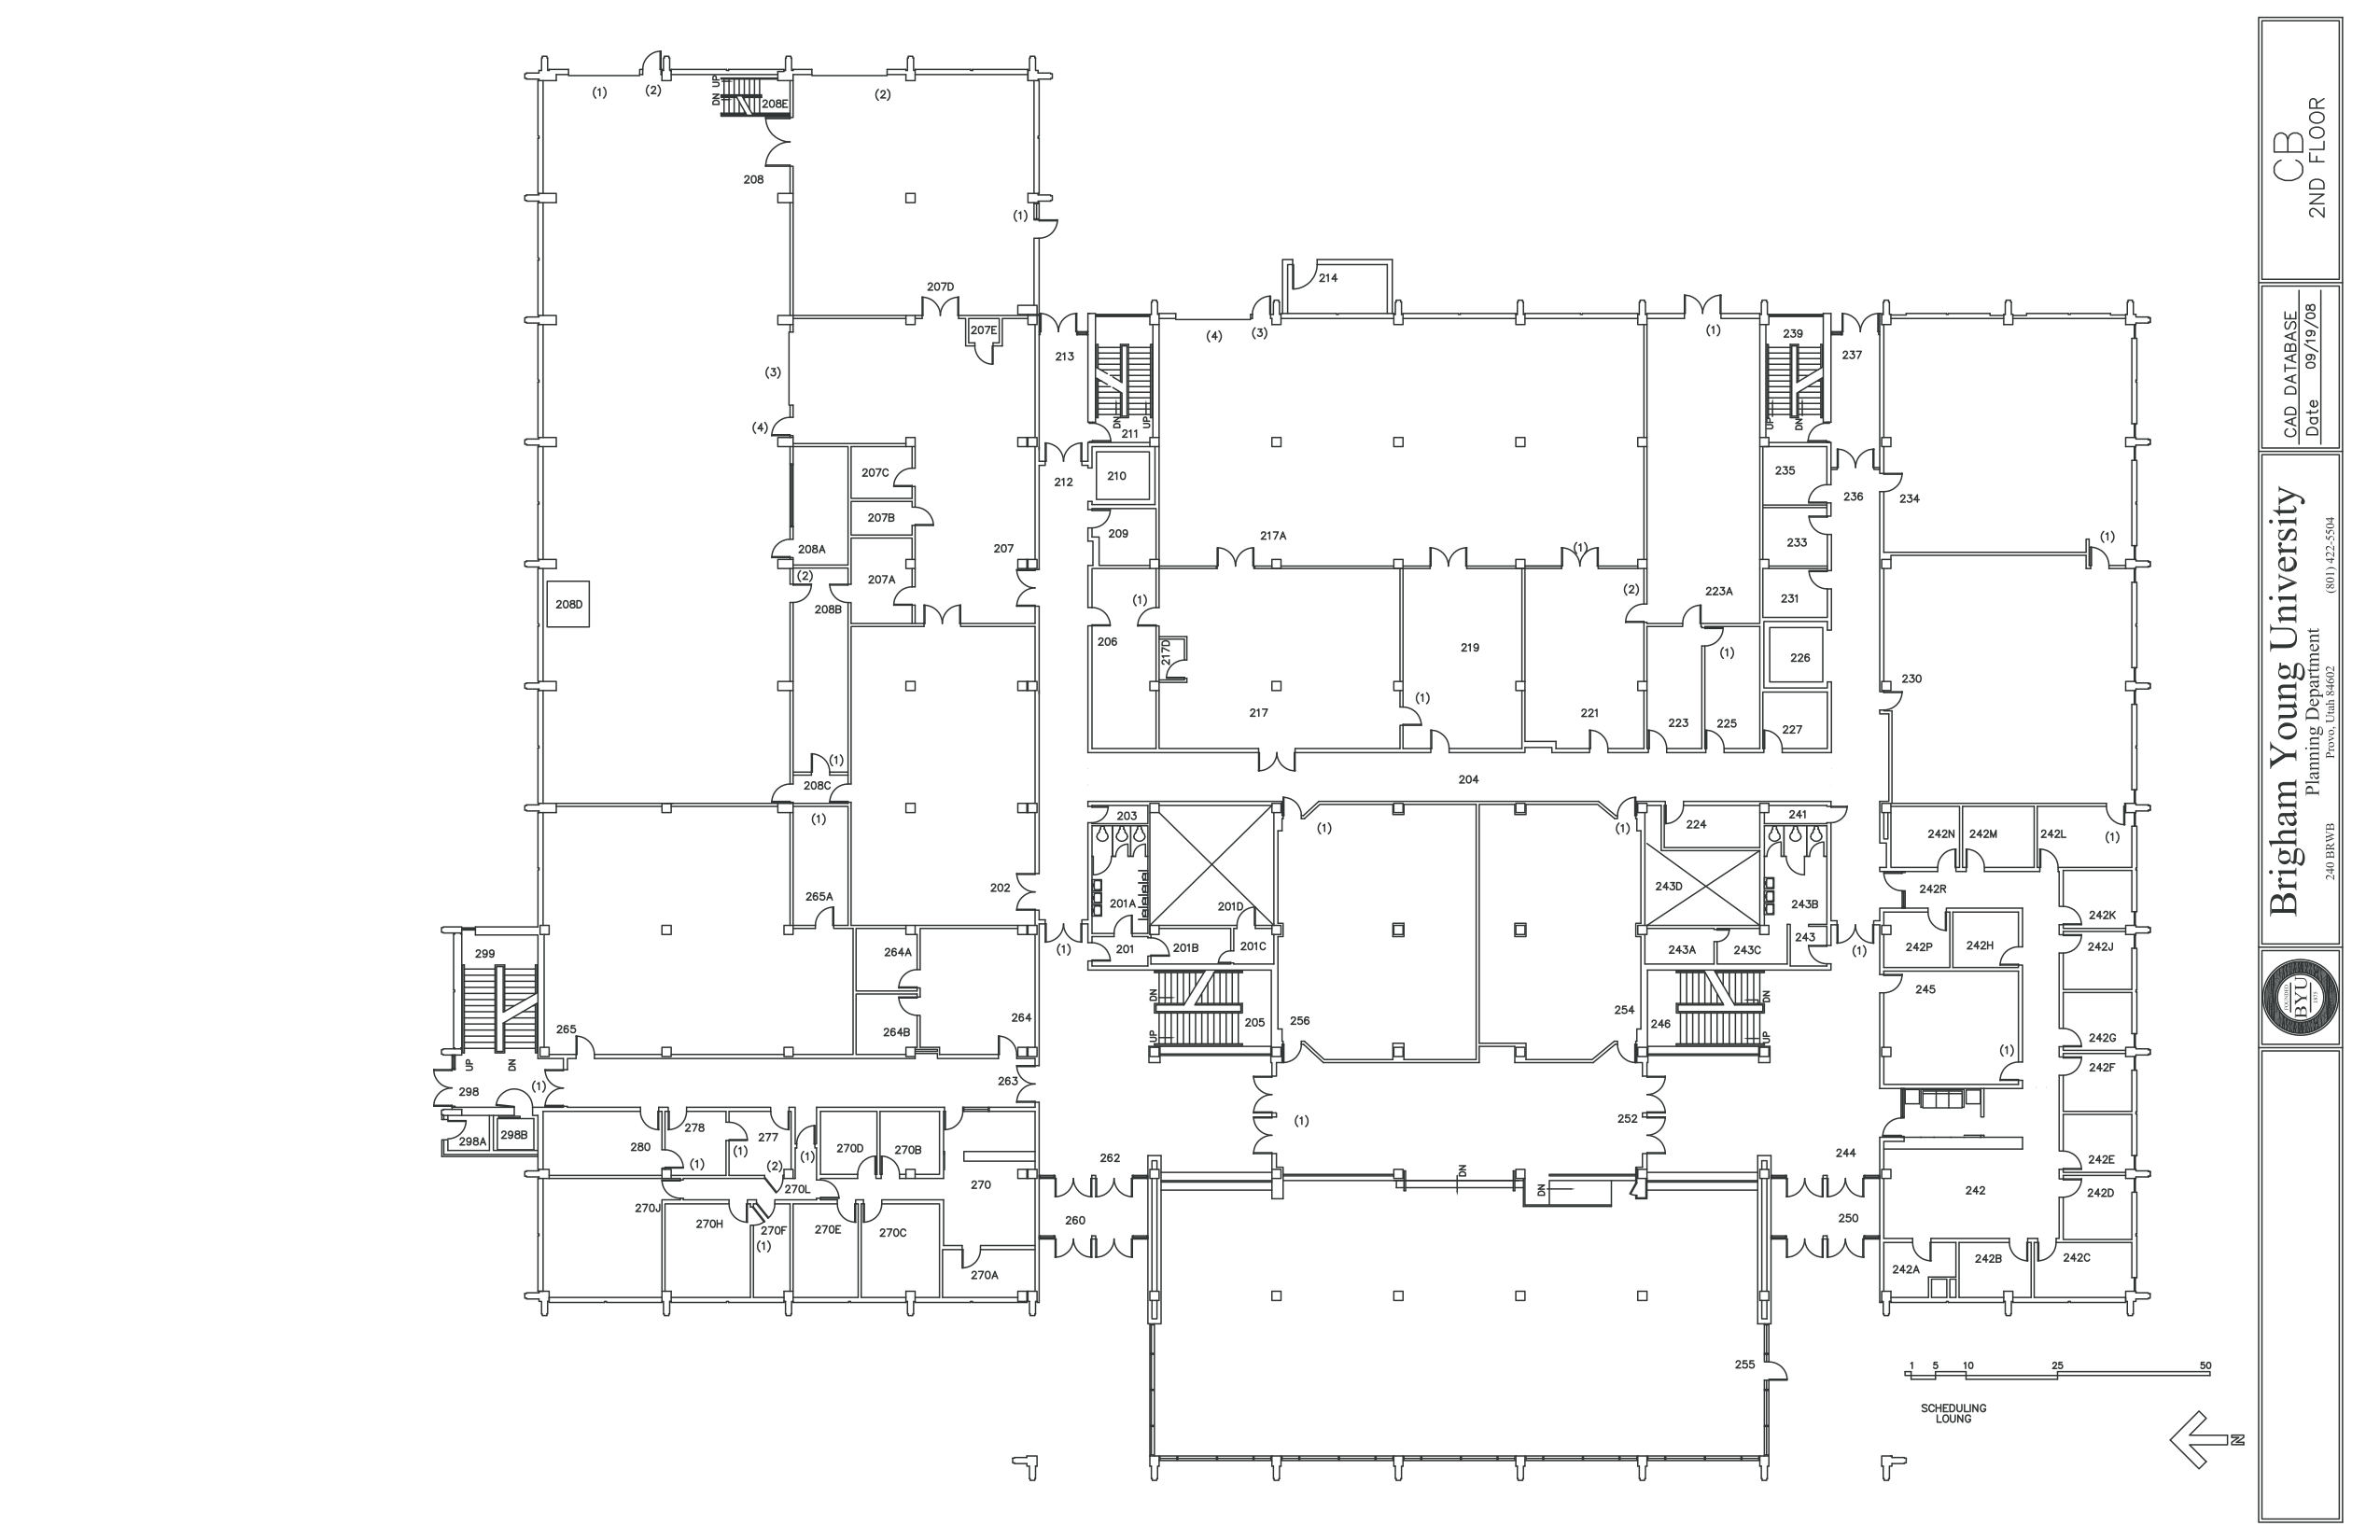 (1)
(2)
DN UP
208E
(2)
208
(1)
207D
207E
214
213
(4)
(3)
(1)
239
237
(3)
(4)
DN
UP
211
UP
DN
207C
210
212
235
236
234
207B
209
217A
(1)
233
(1)
208A
207
(2)
207A
208D
208B
(1)
(2)
223A
231
206
217D
219
(1)
226
230
217
(1)
221
223
225
227
(1)
208C
204
(1)
203
(1)
(1)
224
241
242N
242M
242L
(1)
265A
202
201A
201D
243D
243B
242R
242K
299
264A
(1)
201
201B
201C
243A
243C
243
(1)
242P
242H
242J
245
265
264B
264
DN
UP
205
256
254
246
DN
UP
242G
(1)
UP
DN
298
(1)
263
242F
298A
298B
280
278
(1)
(1)
277
(2)
(1)
270D
270B
(1)
252
262
244
242E
270L
270
DN
DN
242
242D
270J
270H
270F
(1)
270E
270C
260
250
270A
242A
242B
242C
255
1 5 10 25 50
SCHEDULING
LOUNG
N
CB
2ND FLOOR
CAD DATABASE
Date 09/19/08
Brigham Young University
Planning Department
240 BRWB Provo, Utah 84602 (801) 422-5504
FOUNDED
BYU
1875